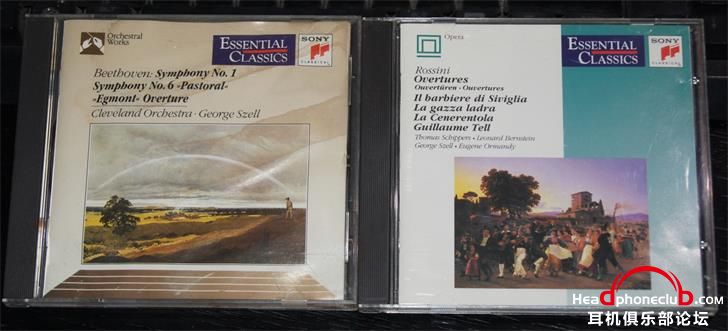 Orchestral
Works
ESSENTIAL
CLASSICS
SONY
CLASSICAL
Beethoven: Symphony No. 1
Symphony No. 6 »Pastoral«
»Egmont« Overture
Cleveland Orchestra · George Szell
Opera
ESSENTIAL
CLASSICS
SONY
CLASSICAL
Rossini
Overtures
Ouvertüren · Ouvertures
Il barbiere di Siviglia
La gazza ladra
La Cenerentola
Guillaume Tell
Thomas Schippers · Leonard Bernstein
George Szell · Eugene Ormandy
HeadphonecluB.com
耳机俱乐部论坛